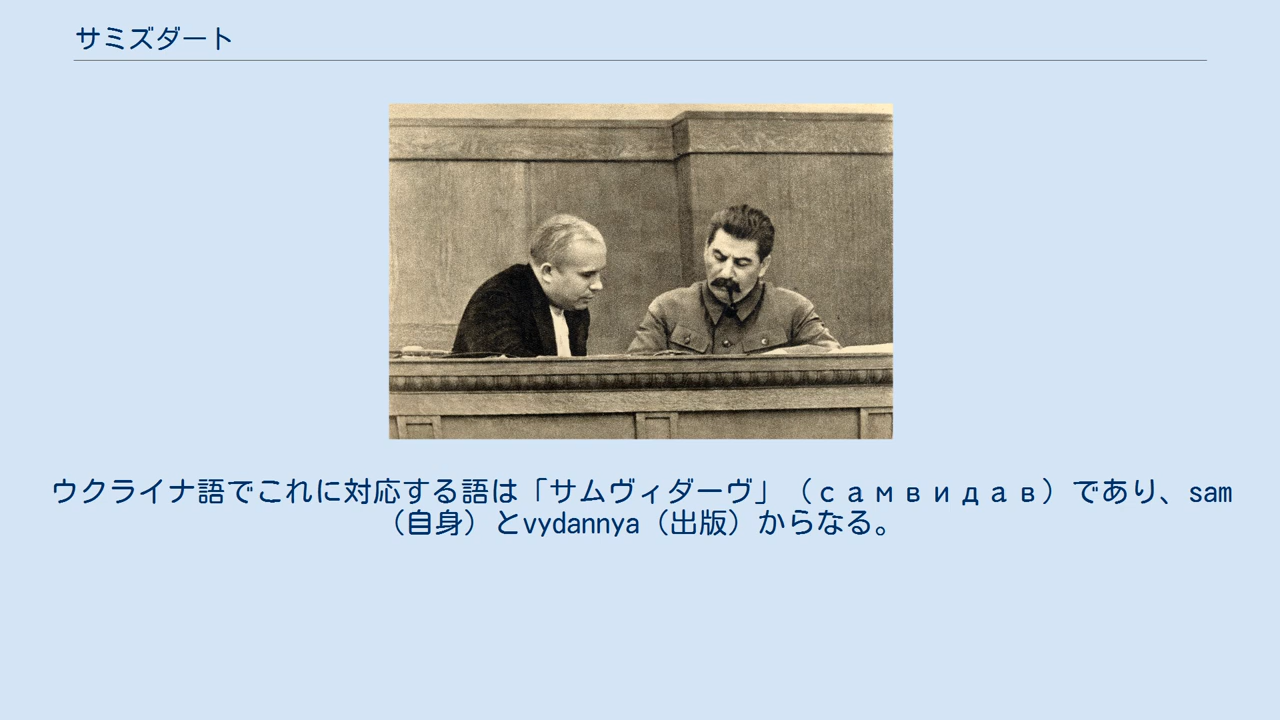 サミズダート
ウクライナ語でこれに対応する語は「サムヴィダーヴ」（самвидав）であり、sam
（自身）とvydannya（出版）からなる。